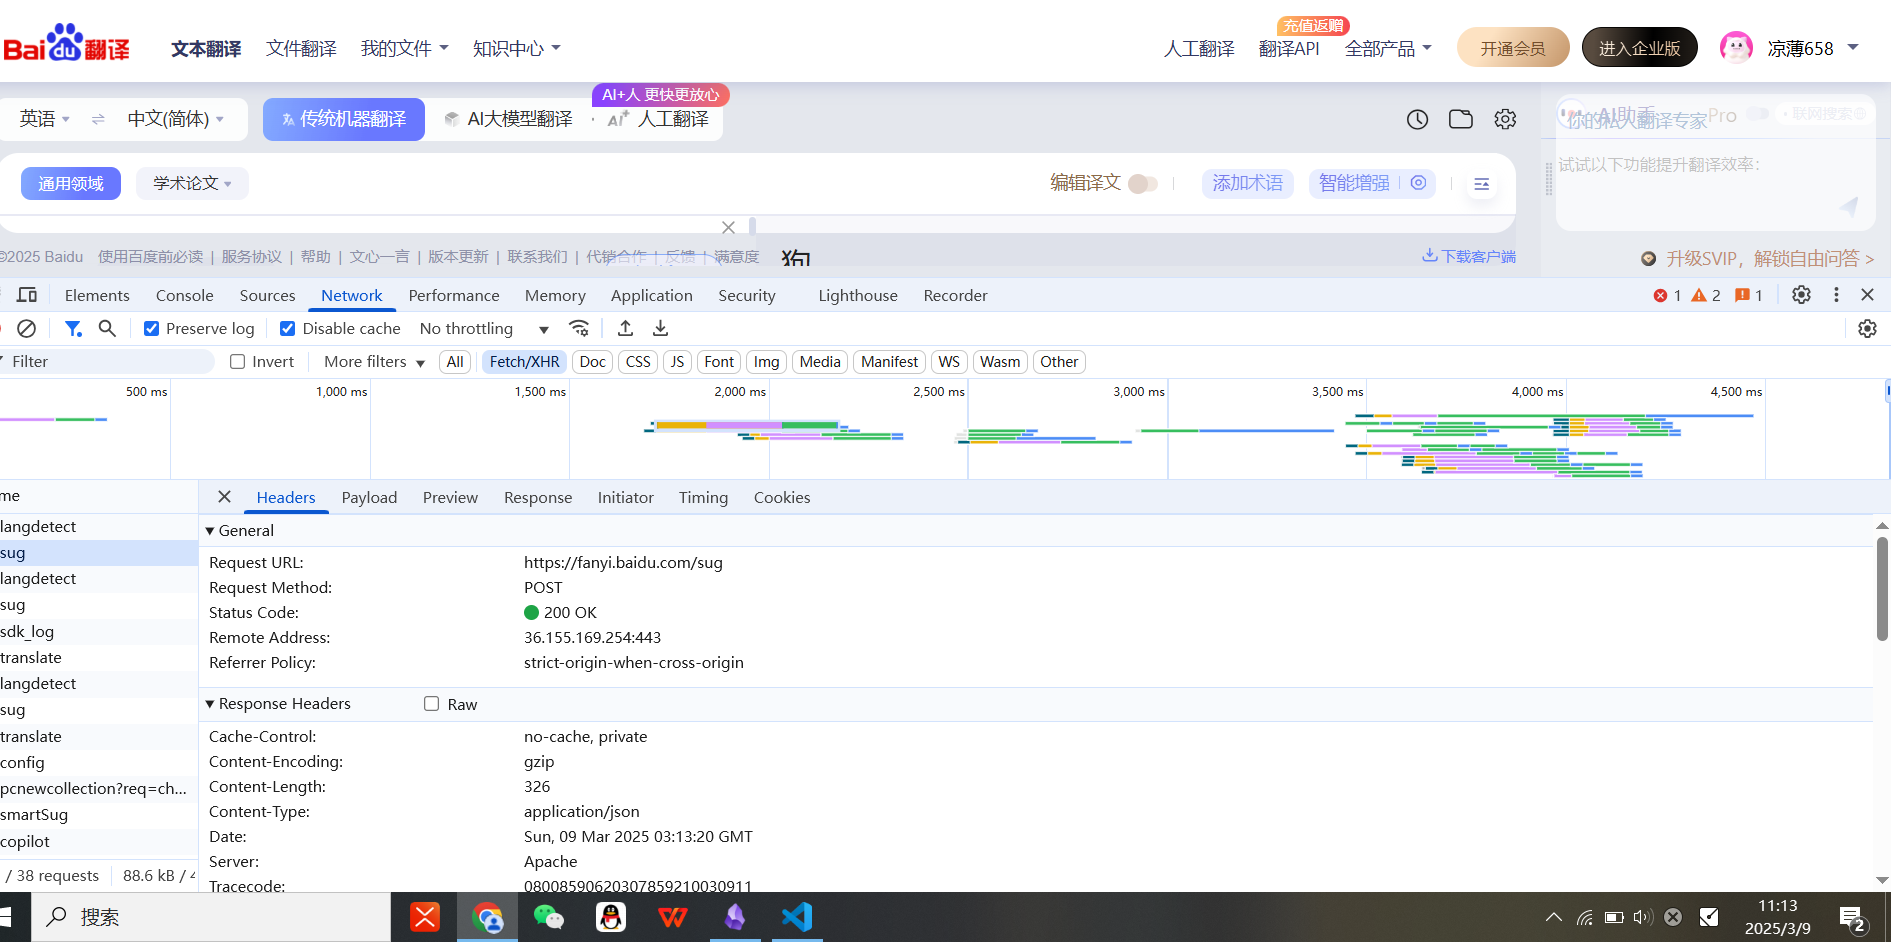 Bai du 翻译
文本翻译 文件翻译 我的文件 知识中心 人工翻译 翻译API 充值返赠 全部产品 开通会员 进入企业版 凉薄658
英语 中文(简体) 传统机器翻译 AI大模型翻译 AI+人 更快更放心 人工翻译
AI助手 Pro 联网搜索
你的私人翻译专家
通用领域 学术论文 编辑译文 添加术语 智能增强
试试以下功能提升翻译效率:
©2025 Baidu 使用百度前必读 | 服务协议 | 帮助 | 文心一言 | 版本更新 | 联系我们 | 代销合作 | 反馈 | 满意度 狗 下载客户端
升级SVIP，解锁自由问答 >
Elements Console Sources Network Performance Memory Application Security Lighthouse Recorder 1 2 1
Preserve log Disable cache No throttling
Filter Invert More filters All Fetch/XHR Doc CSS JS Font Img Media Manifest WS Wasm Other
500 ms 1,000 ms 1,500 ms 2,000 ms 2,500 ms 3,000 ms 3,500 ms 4,000 ms 4,500 ms
me
Headers Payload Preview Response Initiator Timing Cookies
langdetect
sug
langdetect
sug
sdk_log
translate
langdetect
sug
translate
config
pcnewcollection?req=ch...
smartSug
copilot
/ 38 requests 88.6 kB / 4
General
Request URL: https://fanyi.baidu.com/sug
Request Method: POST
Status Code: 200 OK
Remote Address: 36.155.169.254:443
Referrer Policy: strict-origin-when-cross-origin
Response Headers Raw
Cache-Control: no-cache, private
Content-Encoding: gzip
Content-Length: 326
Content-Type: application/json
Date: Sun, 09 Mar 2025 03:13:20 GMT
Server: Apache
Tracecode: 08008590620307859210030911
搜索
11:13
2025/3/9
2